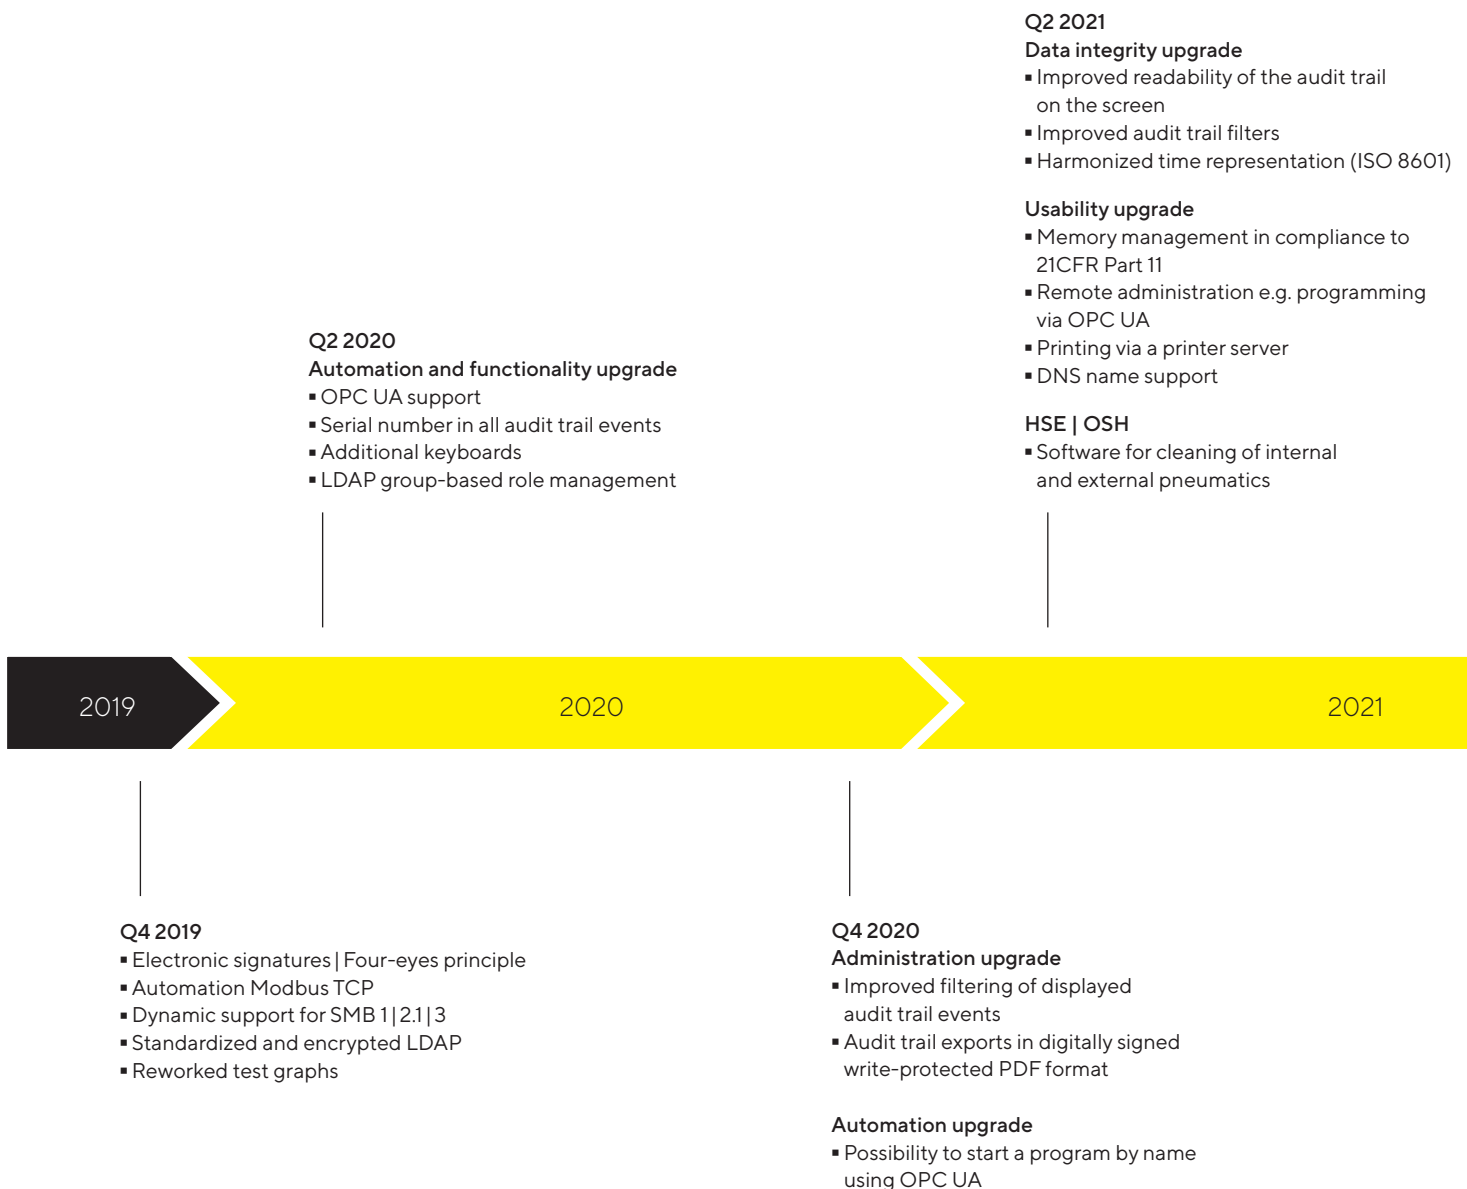 Q2 2021
Data integrity upgrade
▪ Improved readability of the audit trail
on the screen
▪ Improved audit trail filters
▪ Harmonized time representation (ISO 8601)
Usability upgrade
▪ Memory management in compliance to
21CFR Part 11
▪ Remote administration e.g. programming
via OPC UA
▪ Printing via a printer server
▪ DNS name support
HSE | OSH
▪ Software for cleaning of internal
and external pneumatics
Q2 2020
Automation and functionality upgrade
▪ OPC UA support
▪ Serial number in all audit trail events
▪ Additional keyboards
▪ LDAP group-based role management
2019
2020
2021
Q4 2019
▪ Electronic signatures | Four-eyes principle
▪ Automation Modbus TCP
▪ Dynamic support for SMB 1 | 2.1 | 3
▪ Standardized and encrypted LDAP
▪ Reworked test graphs
Q4 2020
Administration upgrade
▪ Improved filtering of displayed
audit trail events
▪ Audit trail exports in digitally signed
write-protected PDF format
Automation upgrade
▪ Possibility to start a program by name
using OPC UA